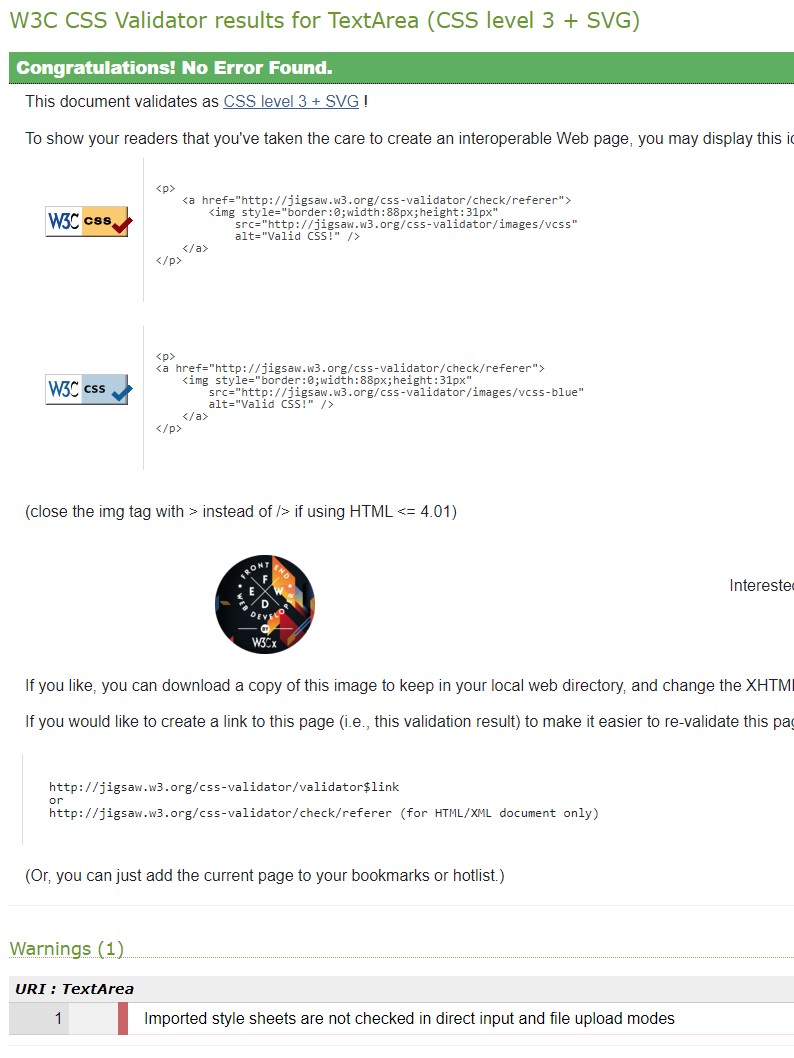 W3C CSS Validator results for TextArea (CSS level 3 + SVG)
Congratulations! No Error Found.
This document validates as CSS level 3 + SVG !
To show your readers that you've taken the care to create an interoperable Web page, you may display this
W3C css
<p>
<a href="http://jigsaw.w3.org/css-validator/check/referer">
<img style="border:0;width:88px;height:31px"
src="http://jigsaw.w3.org/css-validator/images/vcss"
alt="Valid CSS!" />
</a>
</p>
W3C css
<p>
<a href="http://jigsaw.w3.org/css-validator/check/referer">
<img style="border:0;width:88px;height:31px"
src="http://jigsaw.w3.org/css-validator/images/vcss-blue"
alt="Valid CSS!" />
</a>
</p>
(close the img tag with > instead of /> if using HTML <= 4.01)
FRONT END
F E W D
WEB DEVELOPER
W3Cx
Interested
If you like, you can download a copy of this image to keep in your local web directory, and change the XHTML
If you would like to create a link to this page (i.e., this validation result) to make it easier to re-validate this page
http://jigsaw.w3.org/css-validator/validator$link
or
http://jigsaw.w3.org/css-validator/check/referer (for HTML/XML document only)
(Or, you can just add the current page to your bookmarks or hotlist.)
Warnings (1)
URI : TextArea
1 Imported style sheets are not checked in direct input and file upload modes